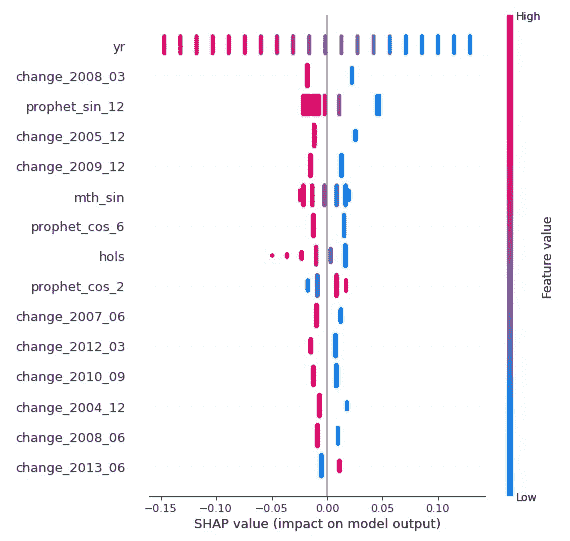 High
yr
change_2008_03
prophet_sin_12
change_2005_12
change_2009_12
mth_sin
prophet_cos_6
hols
prophet_cos_2
change_2007_06
change_2012_03
change_2010_09
change_2004_12
change_2008_06
change_2013_06
Feature value
Low
−0.15 −0.10 −0.05 0.00 0.05 0.10
SHAP value (impact on model output)